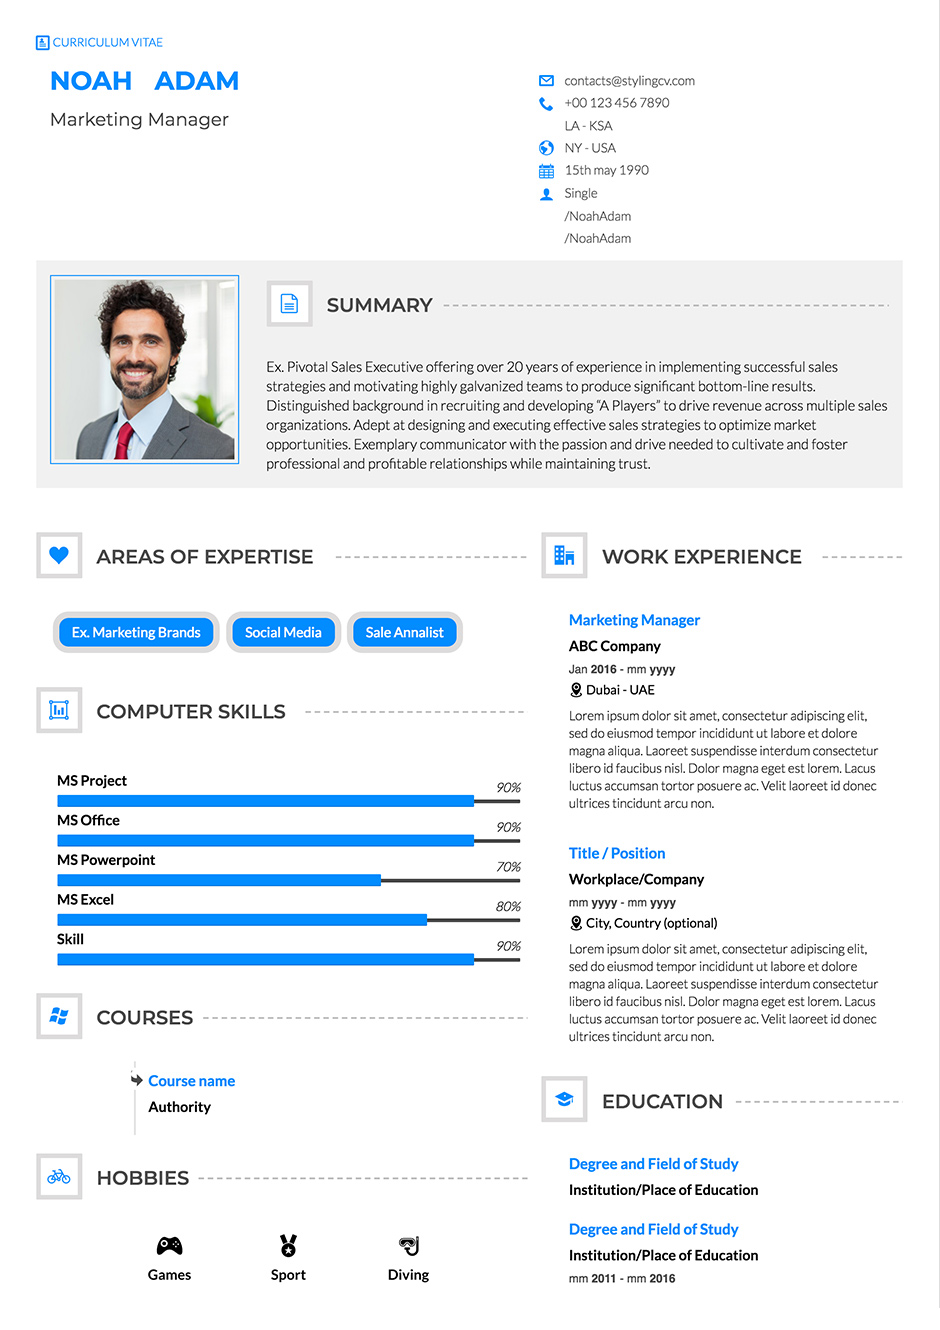 CURRICULUM VITAE
NOAH ADAM
Marketing Manager
contacts@stylingcv.com
+00 123 456 7890
LA - KSA
NY - USA
15th may 1990
Single
/NoahAdam
/NoahAdam
SUMMARY
Ex. Pivotal Sales Executive offering over 20 years of experience in implementing successful sales
strategies and motivating highly galvanized teams to produce significant bottom-line results.
Distinguished background in recruiting and developing “A Players” to drive revenue across multiple sales
organizations. Adept at designing and executing effective sales strategies to optimize market
opportunities. Exemplary communicator with the passion and drive needed to cultivate and foster
professional and profitable relationships while maintaining trust.
AREAS OF EXPERTISE
Ex. Marketing Brands
Social Media
Sale Annalist
COMPUTER SKILLS
MS Project
90%
MS Office
90%
MS Powerpoint
70%
MS Excel
80%
Skill
90%
COURSES
Course name
Authority
HOBBIES
Games
Sport
Diving
WORK EXPERIENCE
Marketing Manager
ABC Company
Jan 2016 - mm yyyy
Dubai - UAE
Lorem ipsum dolor sit amet, consectetur adipiscing elit,
sed do eiusmod tempor incididunt ut labore et dolore
magna aliqua. Laoreet suspendisse interdum consectetur
libero id faucibus nisl. Dolor magna eget est lorem. Lacus
luctus accumsan tortor posuere ac. Velit laoreet id donec
ultrices tincidunt arcu non.
Title / Position
Workplace/Company
mm yyyy - mm yyyy
City, Country (optional)
Lorem ipsum dolor sit amet, consectetur adipiscing elit,
sed do eiusmod tempor incididunt ut labore et dolore
magna aliqua. Laoreet suspendisse interdum consectetur
libero id faucibus nisl. Dolor magna eget est lorem. Lacus
luctus accumsan tortor posuere ac. Velit laoreet id donec
ultrices tincidunt arcu non.
EDUCATION
Degree and Field of Study
Institution/Place of Education
Degree and Field of Study
Institution/Place of Education
mm 2011 - mm 2016